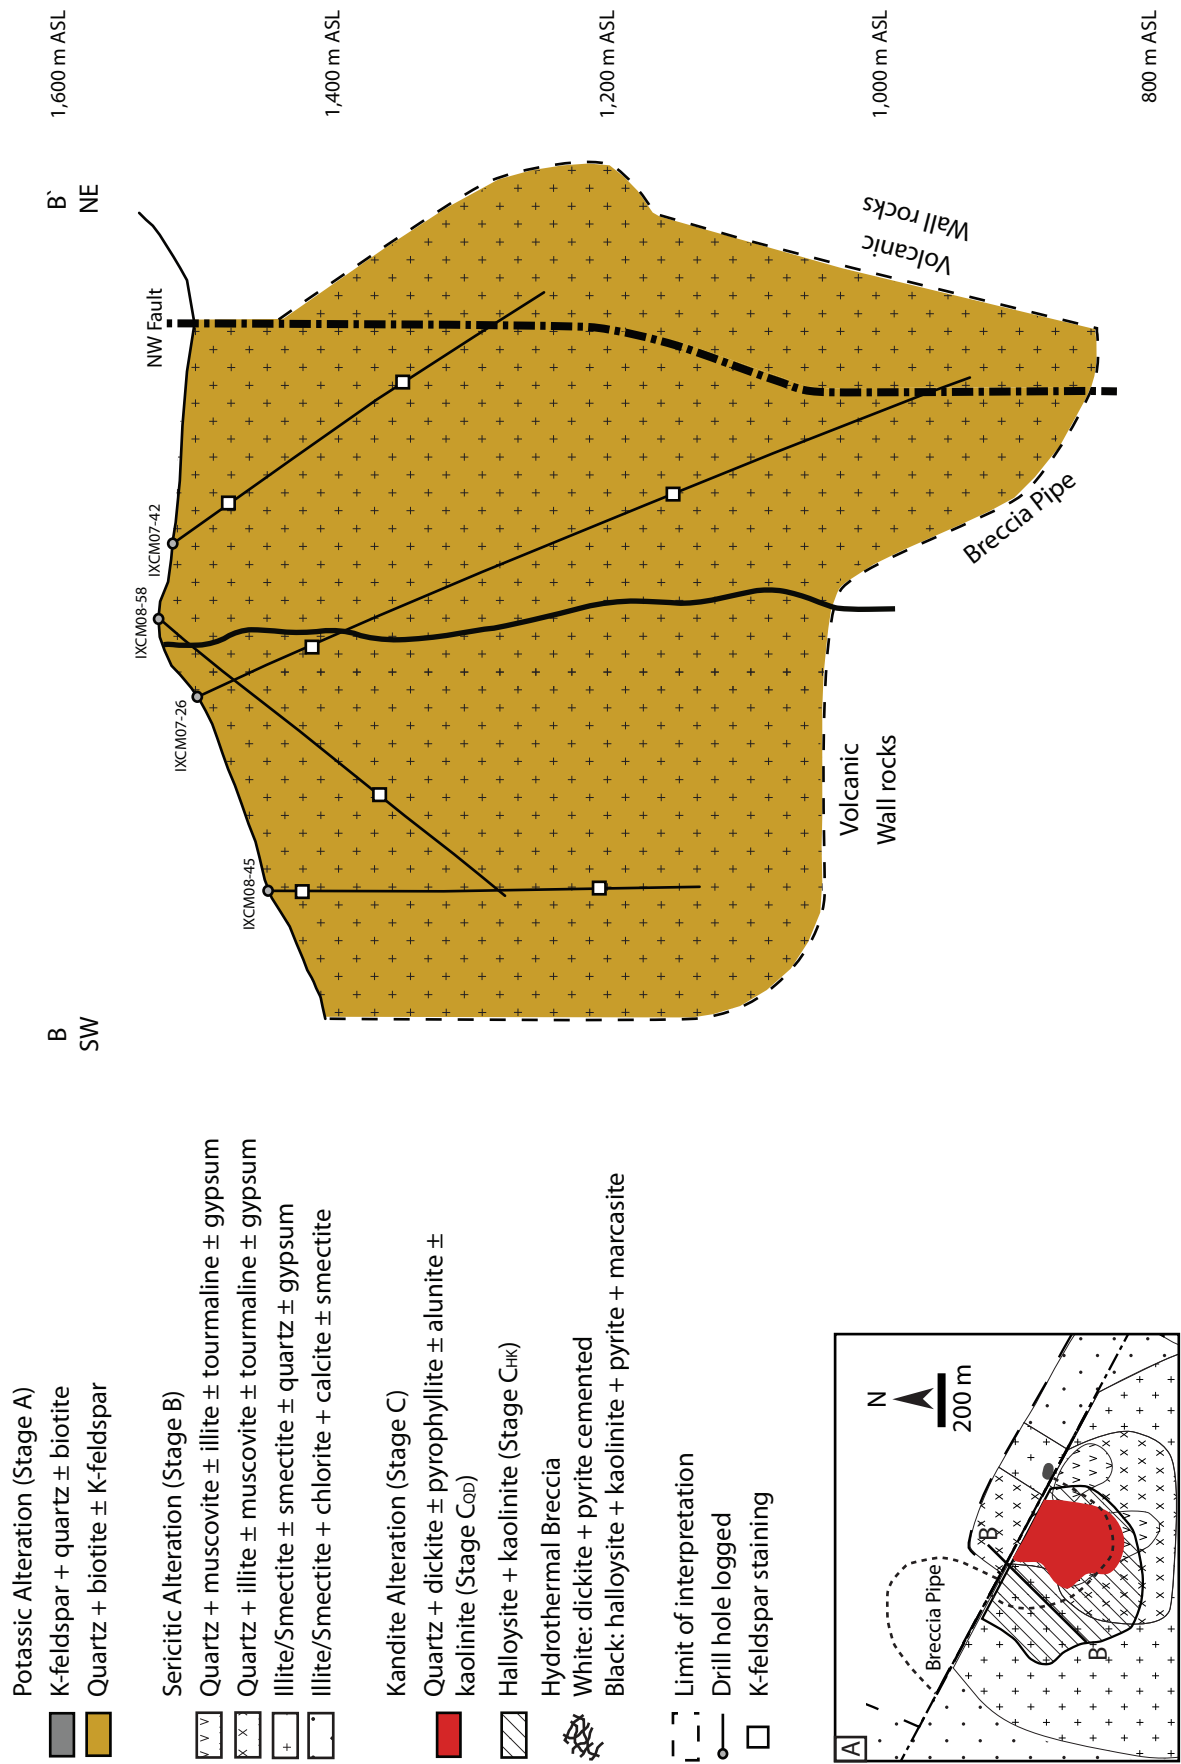 1,600 m ASL
1,400 m ASL
1,200 m ASL
1,000 m ASL
800 m ASL
B
SW
B`
NE
NW Fault
IXCM08-45
IXCM07-26
IXCM08-58
IXCM07-42
Volcanic
Wall rocks
Volcanic
Wall rocks
Breccia Pipe
Potassic Alteration (Stage A)
K-feldspar + quartz ± biotite
Quartz + biotite ± K-feldspar
Sericitic Alteration (Stage B)
Quartz + muscovite ± illite ± tourmaline ± gypsum
Quartz + illite ± muscovite ± tourmaline ± gypsum
Illite/Smectite ± smectite ± quartz ± gypsum
Illite/Smectite + chlorite + calcite ± smectite
Kandite Alteration (Stage C)
Quartz + dickite ± pyrophyllite ± alunite ±
kaolinite (Stage CQD)
Halloysite + kaolinite (Stage CHK)
Hydrothermal Breccia
White: dickite + pyrite cemented
Black: halloysite + kaolinite + pyrite + marcasite
Limit of interpretation
Drill hole logged
K-feldspar staining
A
N
200 m
Breccia Pipe
B
B`